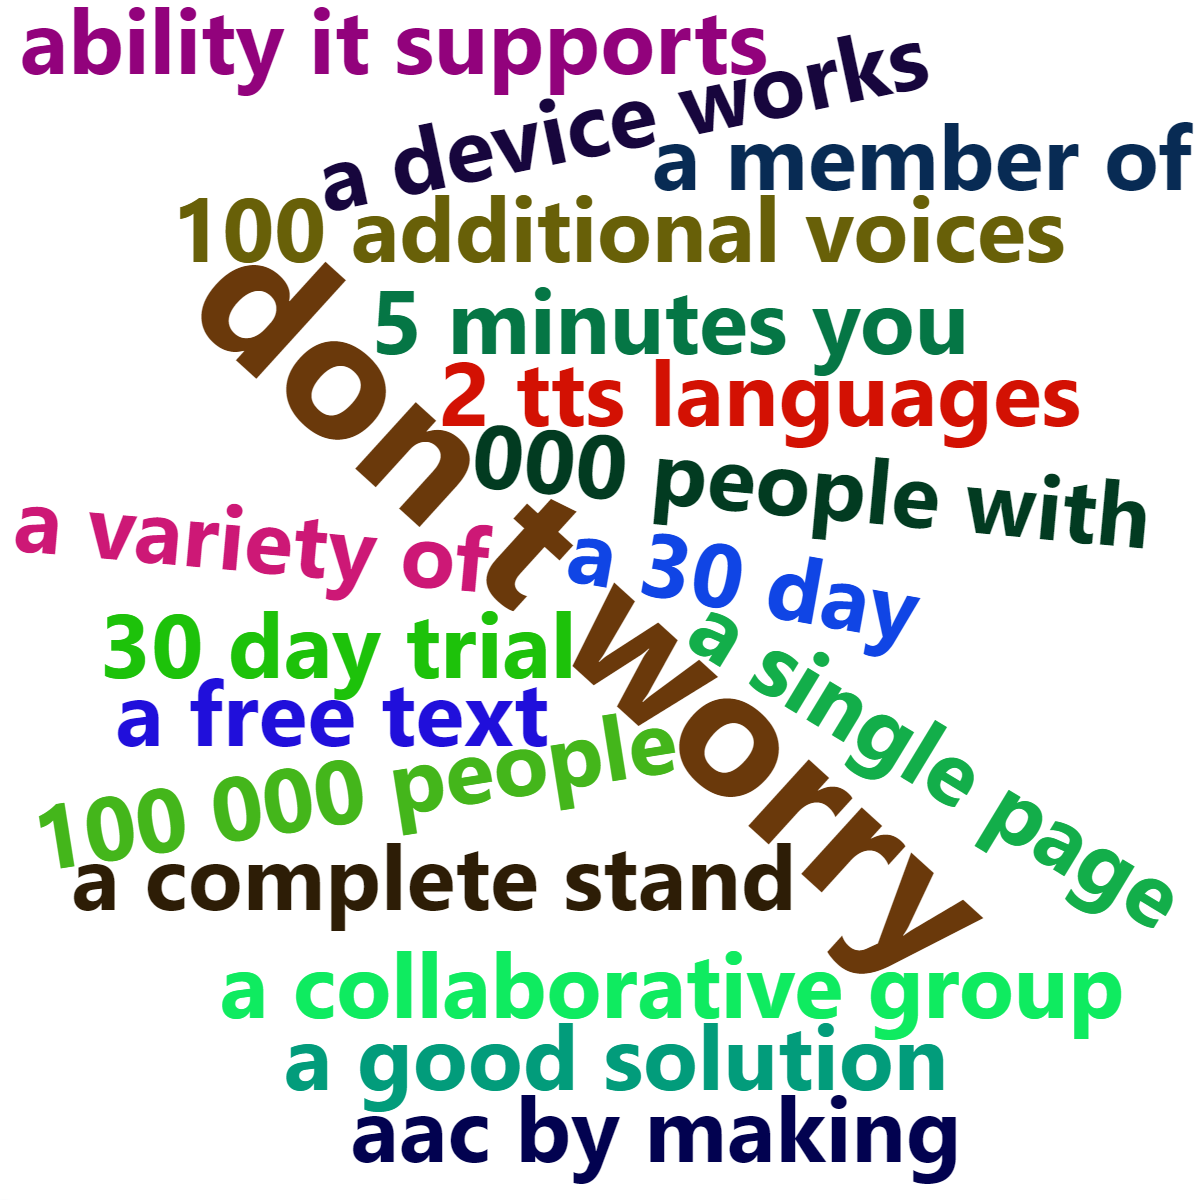 ability it supports
a device works
a member of
100 additional voices
dont worry
5 minutes you
2 tts languages
000 people with
a variety of
a 30 day
30 day trial
a single page
a free text
100 000 people
a complete stand
a collaborative group
a good solution
aac by making